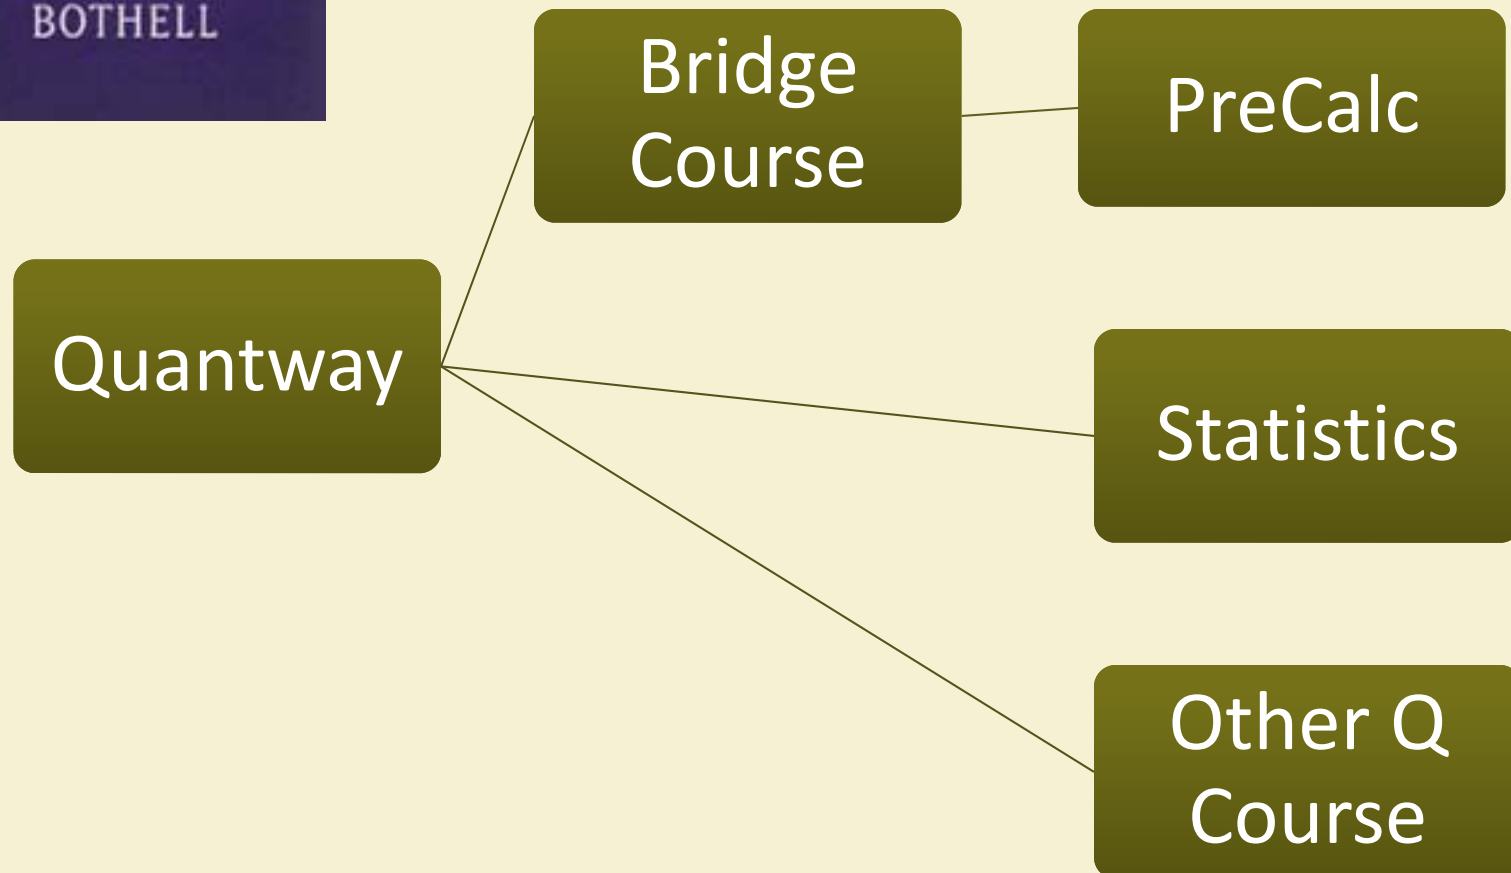 BOTHELL
Bridge
Course
PreCalc
Quantway
Statistics
Other Q
Course